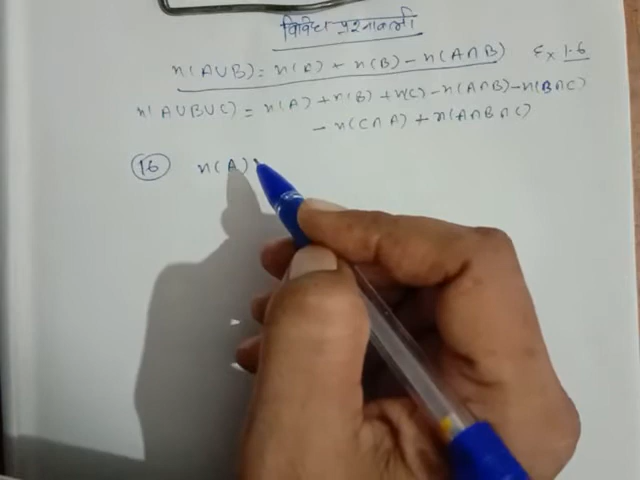 विविध प्रश्नावली
n(A∪B) = n(A) + n(B) - n(A∩B) Ex 1.6
n(A∪B∪C) = n(A) + n(B) + n(C) - n(A∩B) - n(B∩C)
- n(C∩A) + n(A∩B∩C)
16 n(A)